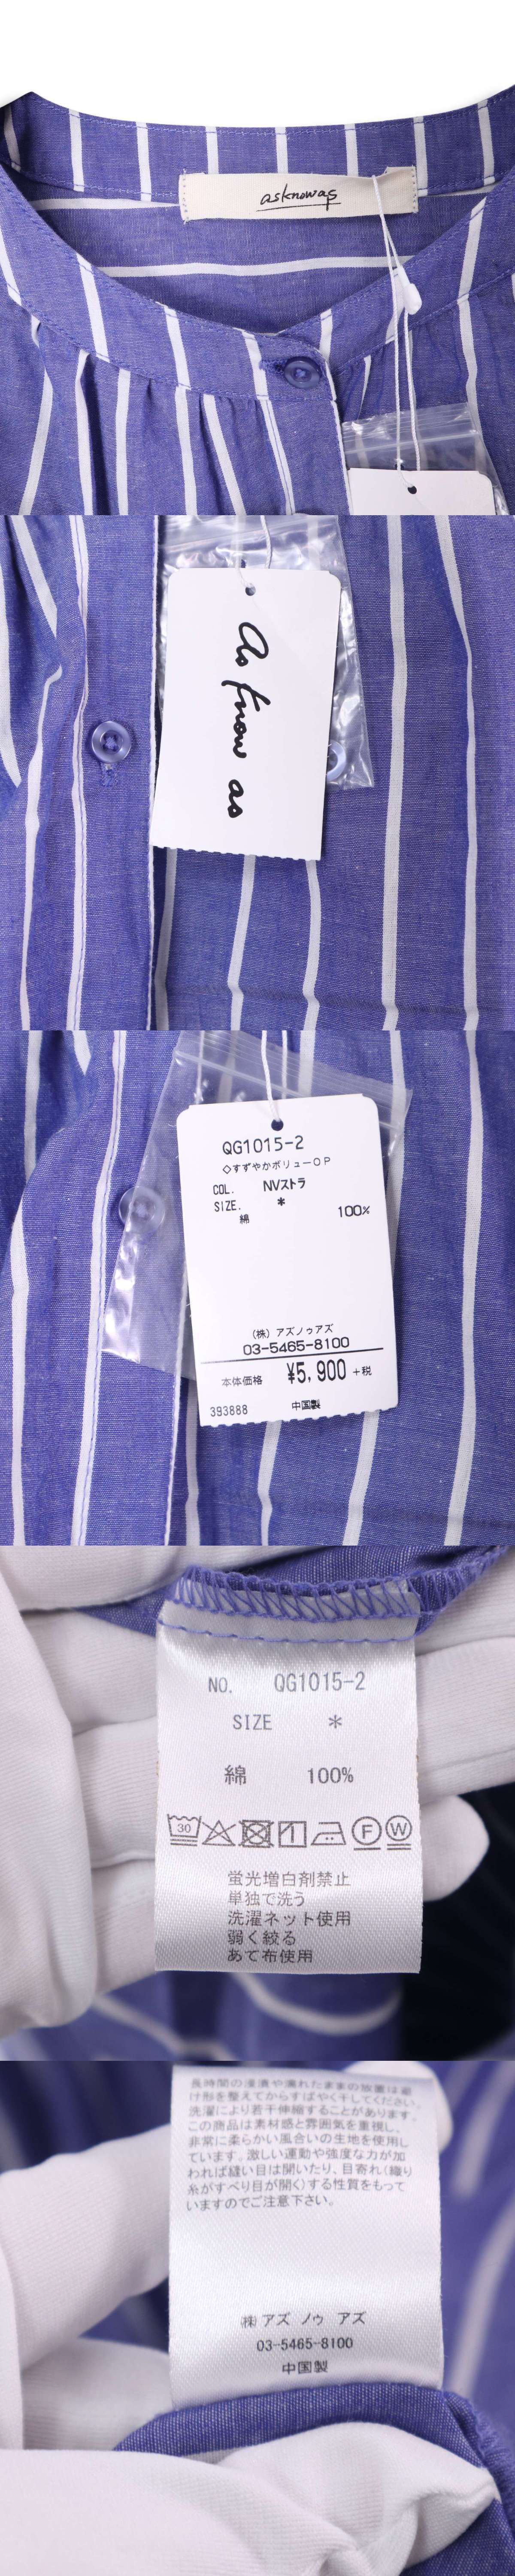 asknowas
as know as
QG1015-2
◇すずやかボリューOP
COL. NVストラ
SIZE. *
綿 100%
(株) アズノゥアズ
03-5465-8100
本体価格 ¥5,900 +税
393888 中国製
NO. QG1015-2
SIZE *
綿 100%
30
F W
蛍光増白剤禁止
単独で洗う
洗濯ネット使用
弱く絞る
あて布使用
長時間の浸漬や濡れたままの放置は避
け形を整えてからすばやく干してください。
洗濯により若干伸縮することがあります。
この商品は素材感と雰囲気を重視し、
非常に柔らかい風合いの生地を使用し
ています。激しい運動や強度な力が加
われば縫い目は開いたり、目寄れ(織り
糸がすべり目が開く)する性質をもって
いますのでご注意下さい。
(株)アズ ノゥ アズ
03-5465-8100
中国製